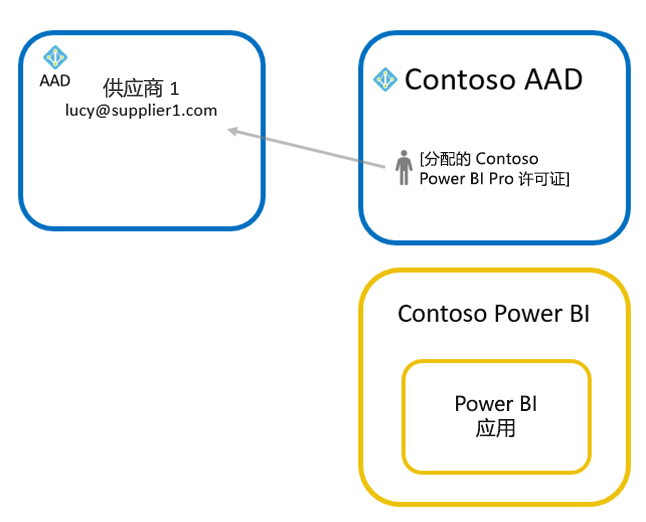 AAD
供应商 1
lucy@supplier1.com
Contoso AAD
[分配的 Contoso
Power BI Pro 许可证]
Contoso Power BI
Power BI
应用